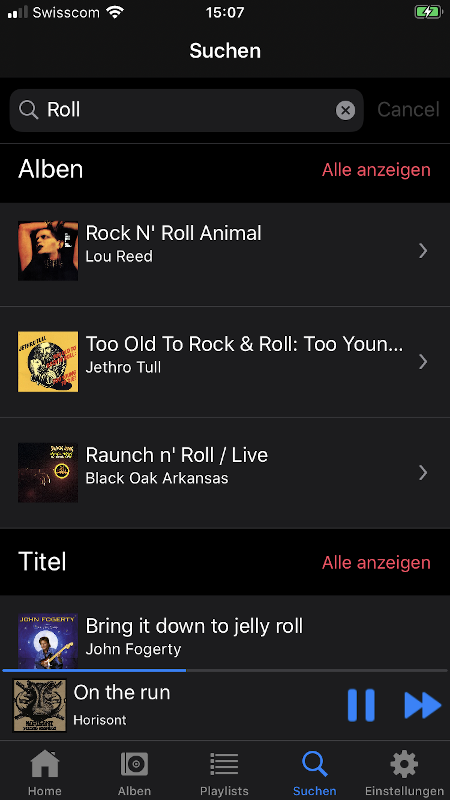 Swisscom 15:07
Suchen
Roll Cancel
Alben Alle anzeigen
Rock N' Roll Animal
Lou Reed
JETHRO TULL
Too Old To Rock & Roll: Too Youn...
Jethro Tull
Raunch n' Roll / Live
Black Oak Arkansas
Titel Alle anzeigen
JOHN FOGERTY
Bring it down to jelly roll
John Fogerty
On the run
Horisont
HORISONT
Home Alben Playlists Suchen Einstellungen